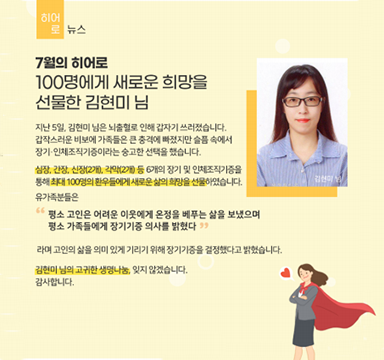 히어로
뉴스
7월의 히어로
100명에게 새로운 희망을
선물한 김현미 님
지난 5일, 김현미 님은 뇌출혈로 인해 갑자기 쓰러졌습니다.
갑작스러운 비보에 가족들은 큰 충격에 빠졌지만 슬픔 속에서
장기·인체조직기증이라는 숭고한 선택을 했습니다.
심장, 간장, 신장(2개), 각막(2개) 등 6개의 장기 및 인체조직기증을
통해 최대 100명의 환우들에게 새로운 삶의 희망을 선물하였습니다.
유가족분들은
“ 평소 고인은 어려운 이웃에게 온정을 베푸는 삶을 보냈으며
평소 가족들에게 장기기증 의사를 밝혔다 ”
라며 고인의 삶을 의미 있게 기리기 위해 장기기증을 결정했다고 밝혔습니다.
김현미 님의 고귀한 생명나눔, 잊지 않겠습니다.
감사합니다.
김현미 님